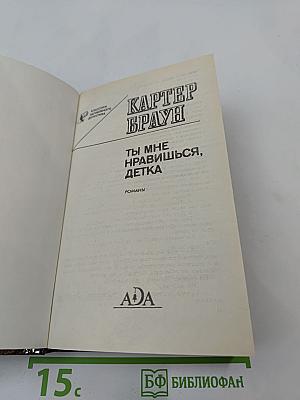 КАРТЕР
БРАУН
ТЫ МНЕ
НРАВИШЬСЯ,
ДЕТКА
РОМАНЫ
АДА
15с
БФ БИБЛИОФАН